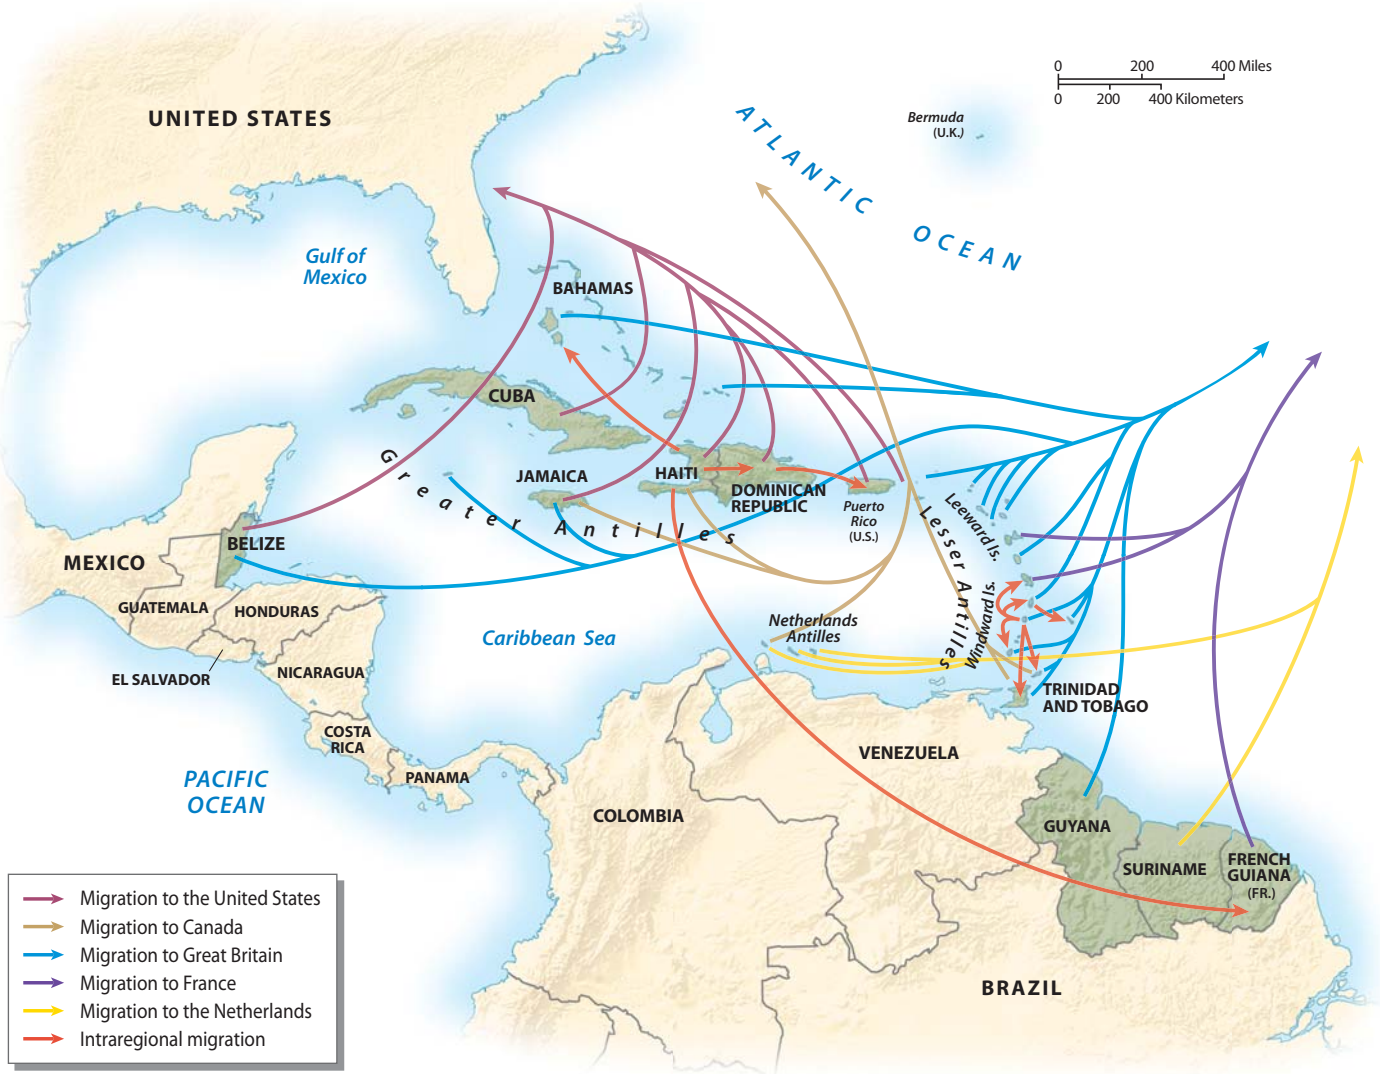 0 200 400 Miles
0 200 400 Kilometers
Bermuda
(U.K.)
UNITED STATES
ATLANTIC OCEAN
Gulf of
Mexico
BAHAMAS
CUBA
JAMAICA
HAITI
DOMINICAN
REPUBLIC
Puerto
Rico
(U.S.)
Greater Antilles
Leeward Is.
Lesser Antilles
Windward Is.
BELIZE
MEXICO
GUATEMALA
HONDURAS
EL SALVADOR
NICARAGUA
COSTA
RICA
PANAMA
Caribbean Sea
Netherlands
Antilles
TRINIDAD
AND TOBAGO
PACIFIC
OCEAN
VENEZUELA
COLOMBIA
GUYANA
SURINAME
FRENCH
GUIANA
(FR.)
BRAZIL
Migration to the United States
Migration to Canada
Migration to Great Britain
Migration to France
Migration to the Netherlands
Intraregional migration